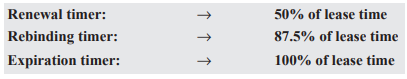 Renewal timer: → 50% of lease time
Rebinding timer: → 87.5% of lease time
Expiration timer: → 100% of lease time